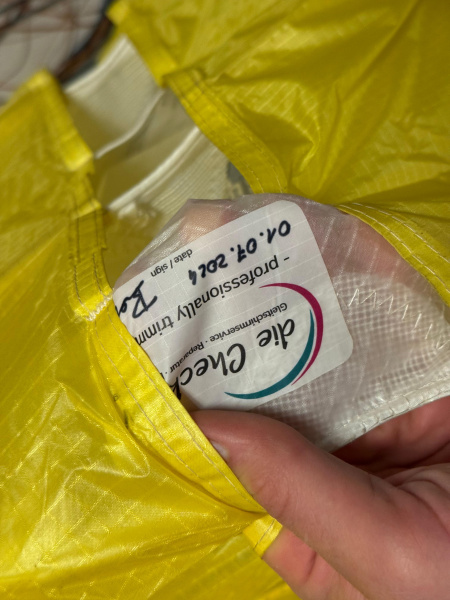 die Check
Gleitschirmservice - Reparatur
- professionally trimm
01.07.2024
date / sign